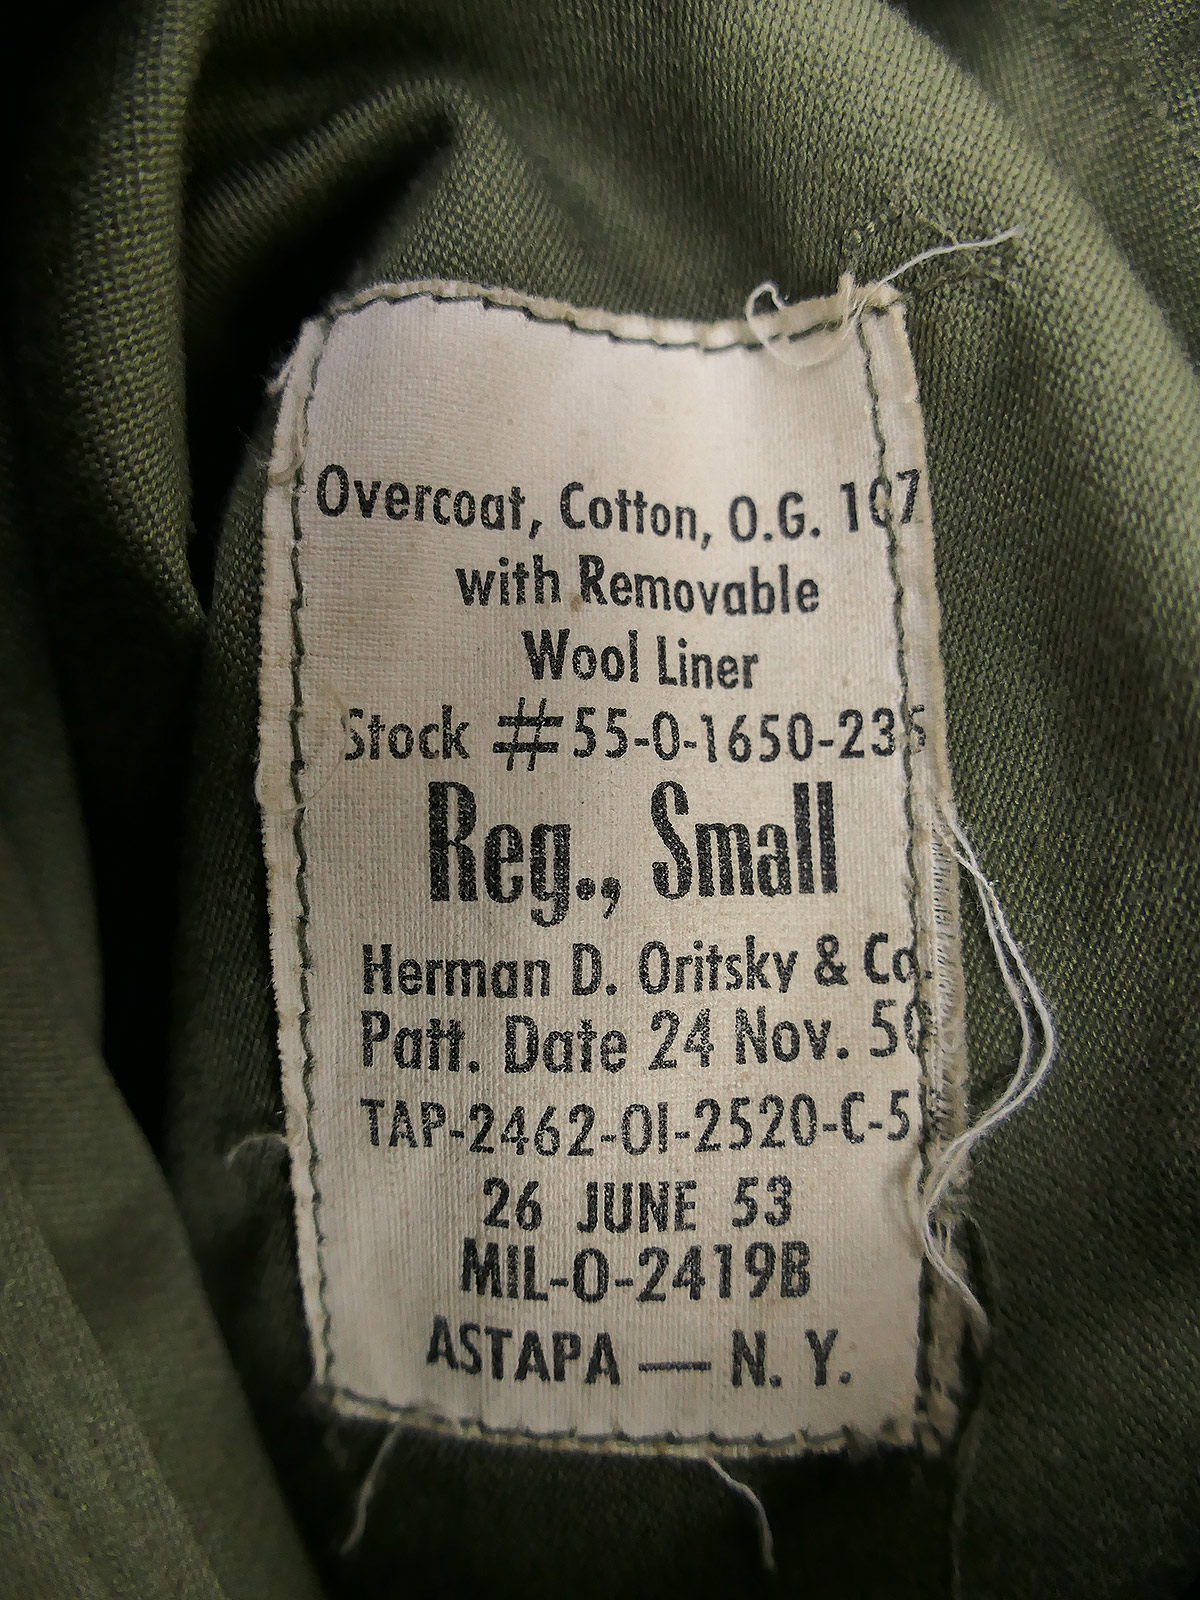 Overcoat, Cotton, O.G. 107
with Removable
Wool Liner
Stock # 55-0-1650-235
Reg., Small
Herman D. Oritsky & Co.
Patt. Date 24 Nov. 50
TAP-2462-OI-2520-C-5
26 JUNE 53
MIL-O-2419B
ASTAPA — N. Y.